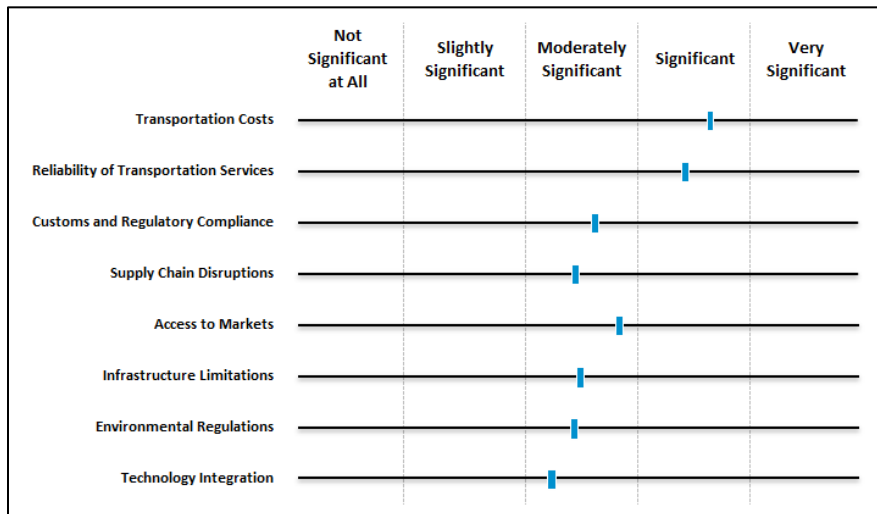 Not
Significant
at All
Slightly
Significant
Moderately
Significant
Significant
Very
Significant
Transportation Costs
Reliability of Transportation Services
Customs and Regulatory Compliance
Supply Chain Disruptions
Access to Markets
Infrastructure Limitations
Environmental Regulations
Technology Integration